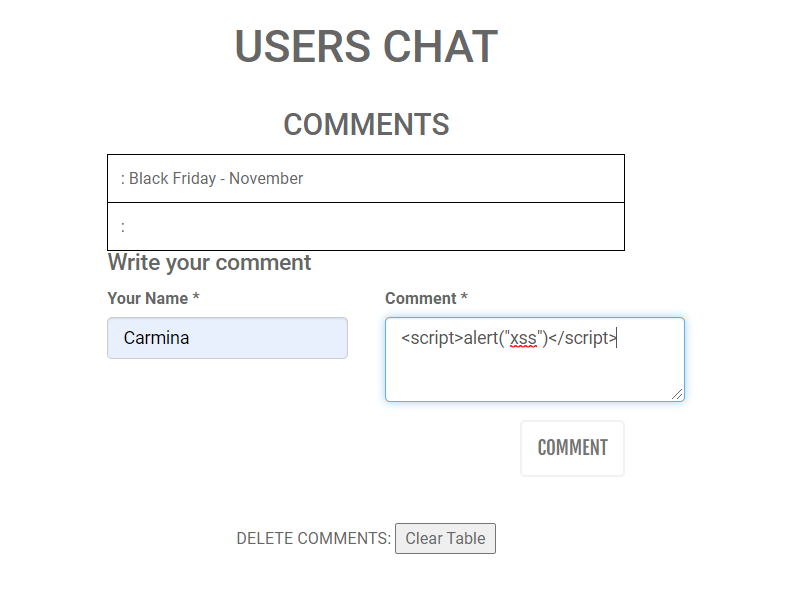 USERS CHAT
COMMENTS
: Black Friday - November
:
Write your comment
Your Name * Comment *
Carmina <script>alert("xss")</script>
COMMENT
DELETE COMMENTS: Clear Table